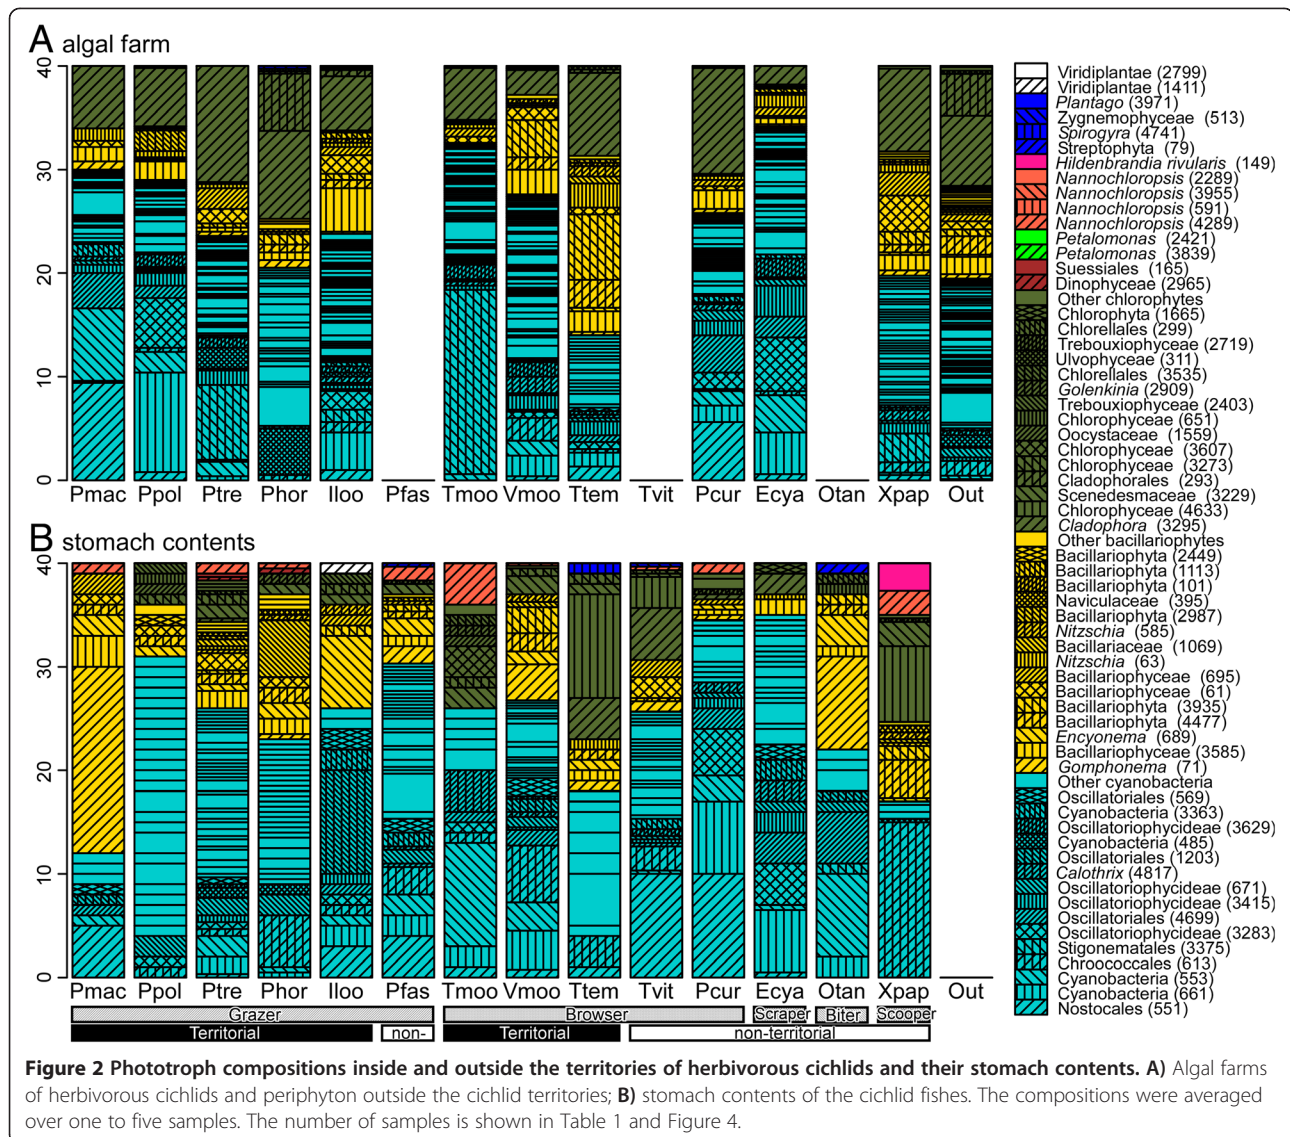 A algal farm
40
30
20
10
0
Pmac Ppol Ptre Phor Iloo Pfas Tmoo Vmoo Ttem Tvit Pcur Ecya Otan Xpap Out
B stomach contents
40
30
20
10
0
Pmac Ppol Ptre Phor Iloo Pfas Tmoo Vmoo Ttem Tvit Pcur Ecya Otan Xpap Out
Grazer Browser Scraper Biter Scooper
Territorial non- Territorial non-territorial
Viridiplantae (2799)
Viridiplantae (1411)
Plantago (3971)
Zygnemophyceae (513)
Spirogyra (4741)
Streptophyta (79)
Hildenbrandia rivularis (149)
Nannochloropsis (2289)
Nannochloropsis (3955)
Nannochloropsis (591)
Nannochloropsis (4289)
Petalomonas (2421)
Petalomonas (3839)
Suessiales (165)
Dinophyceae (2965)
Other chlorophytes
Chlorophyta (1665)
Chlorellales (299)
Trebouxiophyceae (2719)
Ulvophyceae (311)
Chlorellales (3535)
Golenkinia (2909)
Trebouxiophyceae (2403)
Chlorophyceae (651)
Oocystaceae (1559)
Chlorophyceae (3607)
Chlorophyceae (3273)
Cladophorales (293)
Scenedesmaceae (3229)
Chlorophyceae (4633)
Cladophora (3295)
Other bacillariophytes
Bacillariophyta (2449)
Bacillariophyta (1113)
Bacillariophyta (101)
Naviculaceae (395)
Bacillariophyta (2987)
Nitzschia (585)
Bacillariaceae (1069)
Nitzschia (63)
Bacillariophyceae (695)
Bacillariophyceae (61)
Bacillariophyta (3935)
Bacillariophyta (4477)
Encyonema (689)
Bacillariophyceae (3585)
Gomphonema (71)
Other cyanobacteria
Oscillatoriales (569)
Cyanobacteria (3363)
Oscillatoriophycideae (3629)
Cyanobacteria (485)
Oscillatoriales (1203)
Calothrix (4817)
Oscillatoriophycideae (671)
Oscillatoriophycideae (3415)
Oscillatoriales (4699)
Oscillatoriophycideae (3283)
Stigonematales (3375)
Chroococcales (613)
Cyanobacteria (553)
Cyanobacteria (661)
Nostocales (551)
Figure 2 Phototroph compositions inside and outside the territories of herbivorous cichlids and their stomach contents. A) Algal farms
of herbivorous cichlids and periphyton outside the cichlid territories; B) stomach contents of the cichlid fishes. The compositions were averaged
over one to five samples. The number of samples is shown in Table 1 and Figure 4.